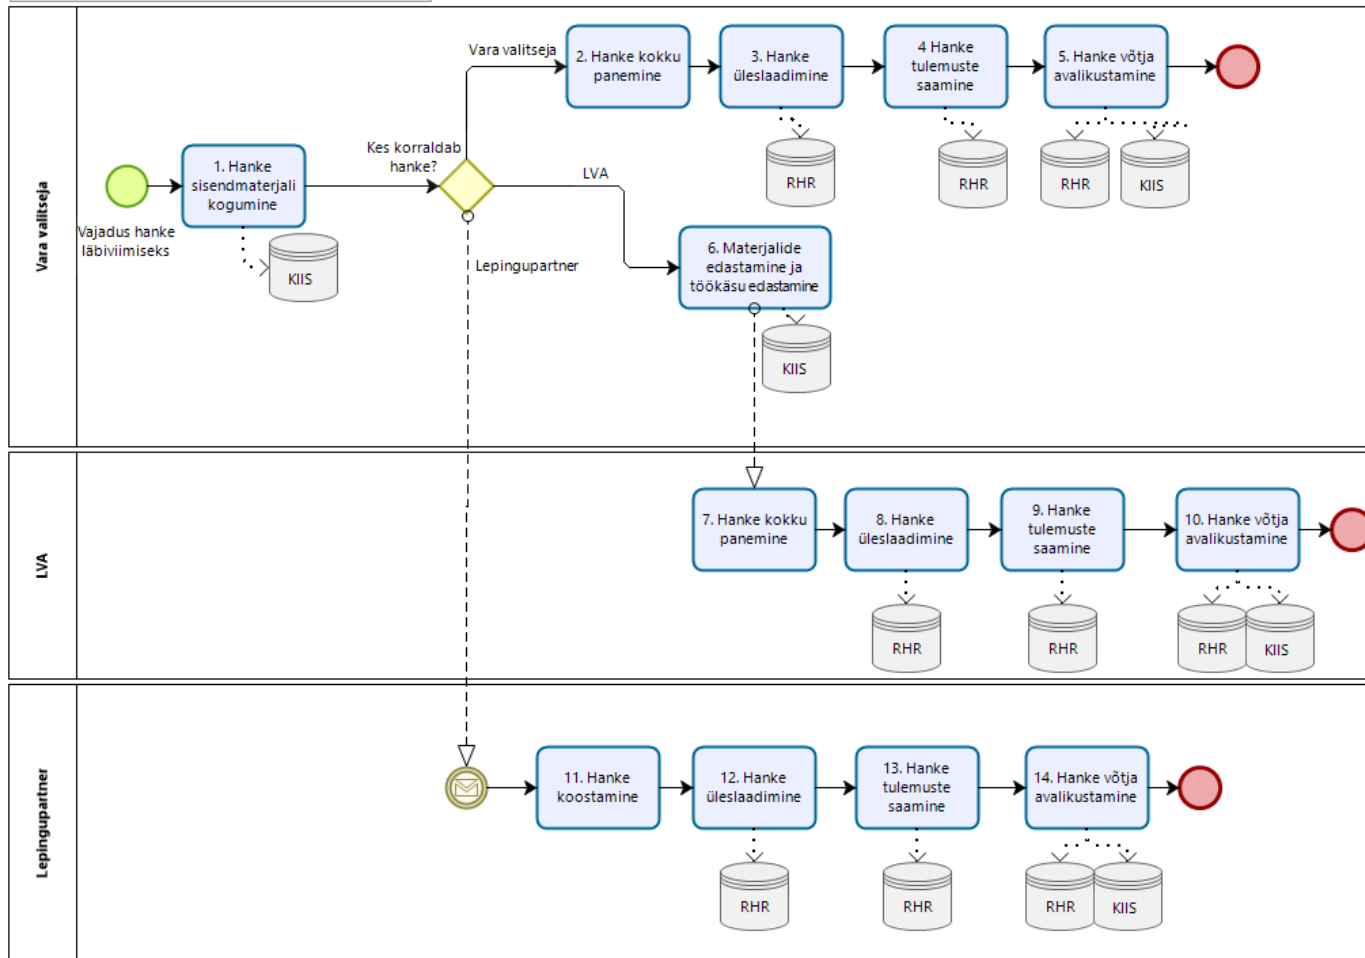 Vara valitseja
Vajadus hanke
läbiviimiseks
1. Hanke
sisendmaterjali
kogumine
KIIS
Kes korraldab
hanke?
Vara valitseja
LVA
Lepingupartner
2. Hanke kokku
panemine
3. Hanke
üleslaadimine
RHR
4 Hanke
tulemuste
saamine
RHR
5. Hanke võtja
avalikustamine
RHR
KIIS
6. Materjalide
edastamine ja
töökäsu edastamine
KIIS
LVA
7. Hanke kokku
panemine
8. Hanke
üleslaadimine
RHR
9. Hanke
tulemuste
saamine
RHR
10. Hanke võtja
avalikustamine
RHR
KIIS
Lepingupartner
11. Hanke
koostamine
12. Hanke
üleslaadimine
RHR
13. Hanke
tulemuste
saamine
RHR
14. Hanke võtja
avalikustamine
RHR
KIIS